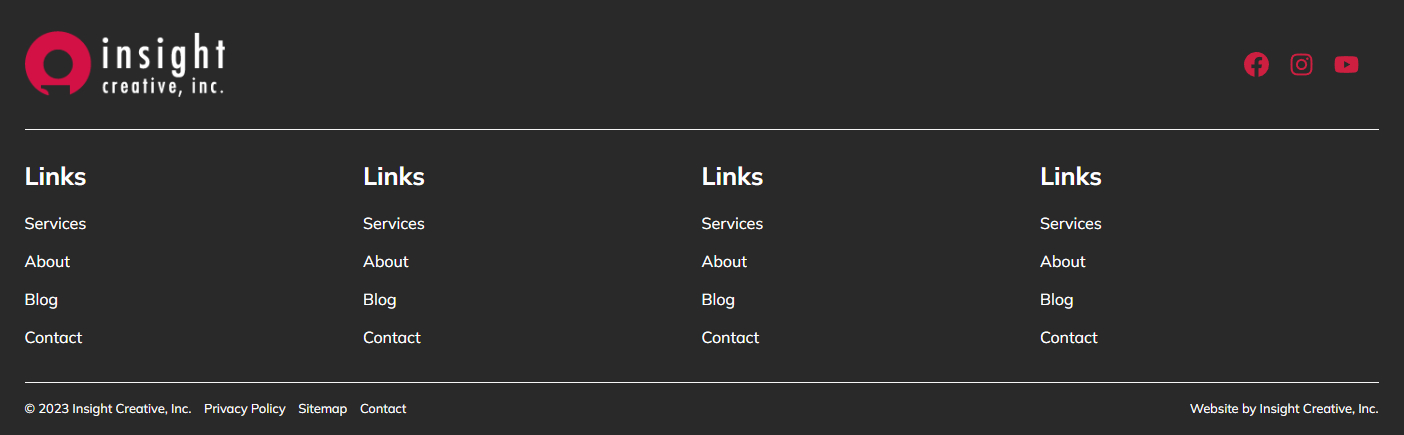 insight
creative, inc.
Links Links Links Links
Services Services Services Services
About About About About
Blog Blog Blog Blog
Contact Contact Contact Contact
© 2023 Insight Creative, Inc. Privacy Policy Sitemap Contact Website by Insight Creative, Inc.